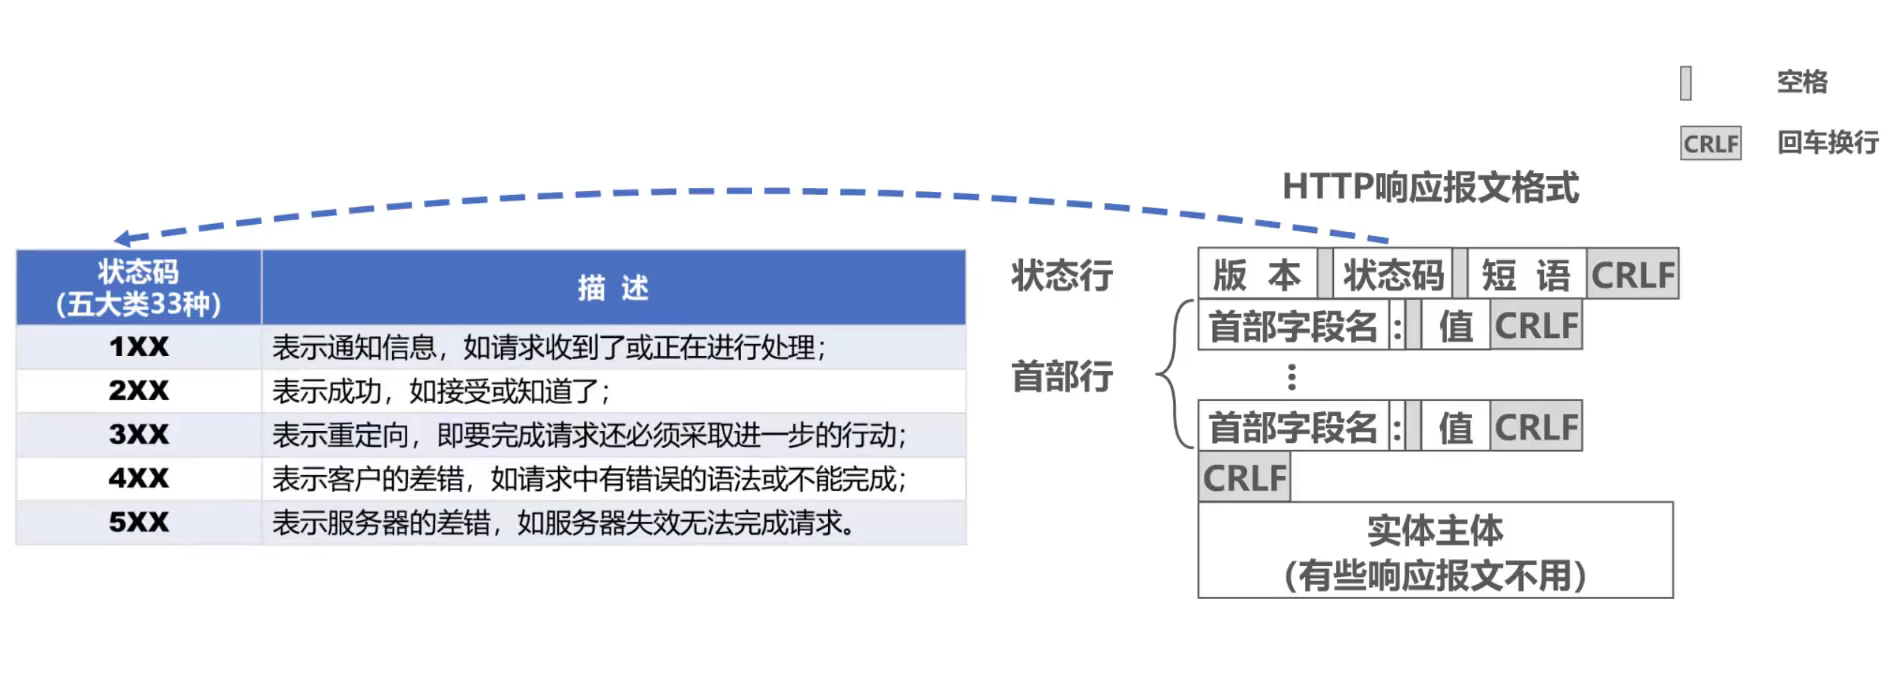 空格
CRLF 回车换行
HTTP响应报文格式
状态码
(五大类33种)
描 述
1XX 表示通知信息，如请求收到了或正在进行处理；
2XX 表示成功，如接受或知道了；
3XX 表示重定向，即要完成请求还必须采取进一步的行动；
4XX 表示客户的差错，如请求中有错误的语法或不能完成；
5XX 表示服务器的差错，如服务器失效无法完成请求。
状态行 版 本 状态码 短 语 CRLF
首部字段名 : 值 CRLF
首部行
⋮
首部字段名 : 值 CRLF
CRLF
实体主体
（有些响应报文不用）